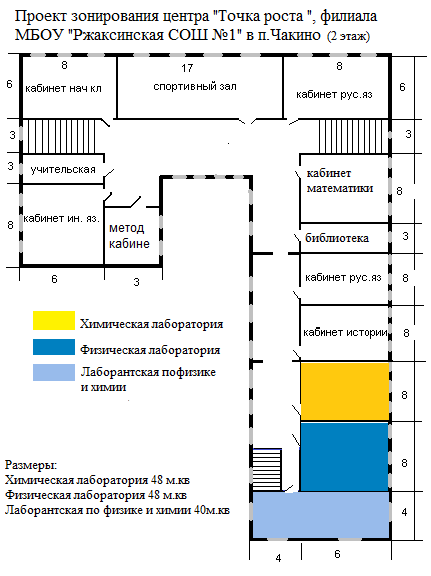 Проект зонирования центра "Точка роста ", филиала
МБОУ "Ржаксинская СОШ №1" в п.Чакино (2 этаж)
8
17
8
6
кабинет нач кл
спортивный зал
кабинет рус.яз
6
3
3
3
учительская
кабинет
математики
8
8
кабинет ин. яз.
метод
кабине
библиотека
3
6
3
кабинет рус.яз
8
Химическая лаборатория
кабинет истории
8
Физическая лаборатория
Лаборантская пофизике
и химии
8
8
Размеры:
Химическая лаборатория 48 м.кв
Физическая лаборатория 48 м.кв
Лаборантская по физике и химии 40м.кв
4
4
6